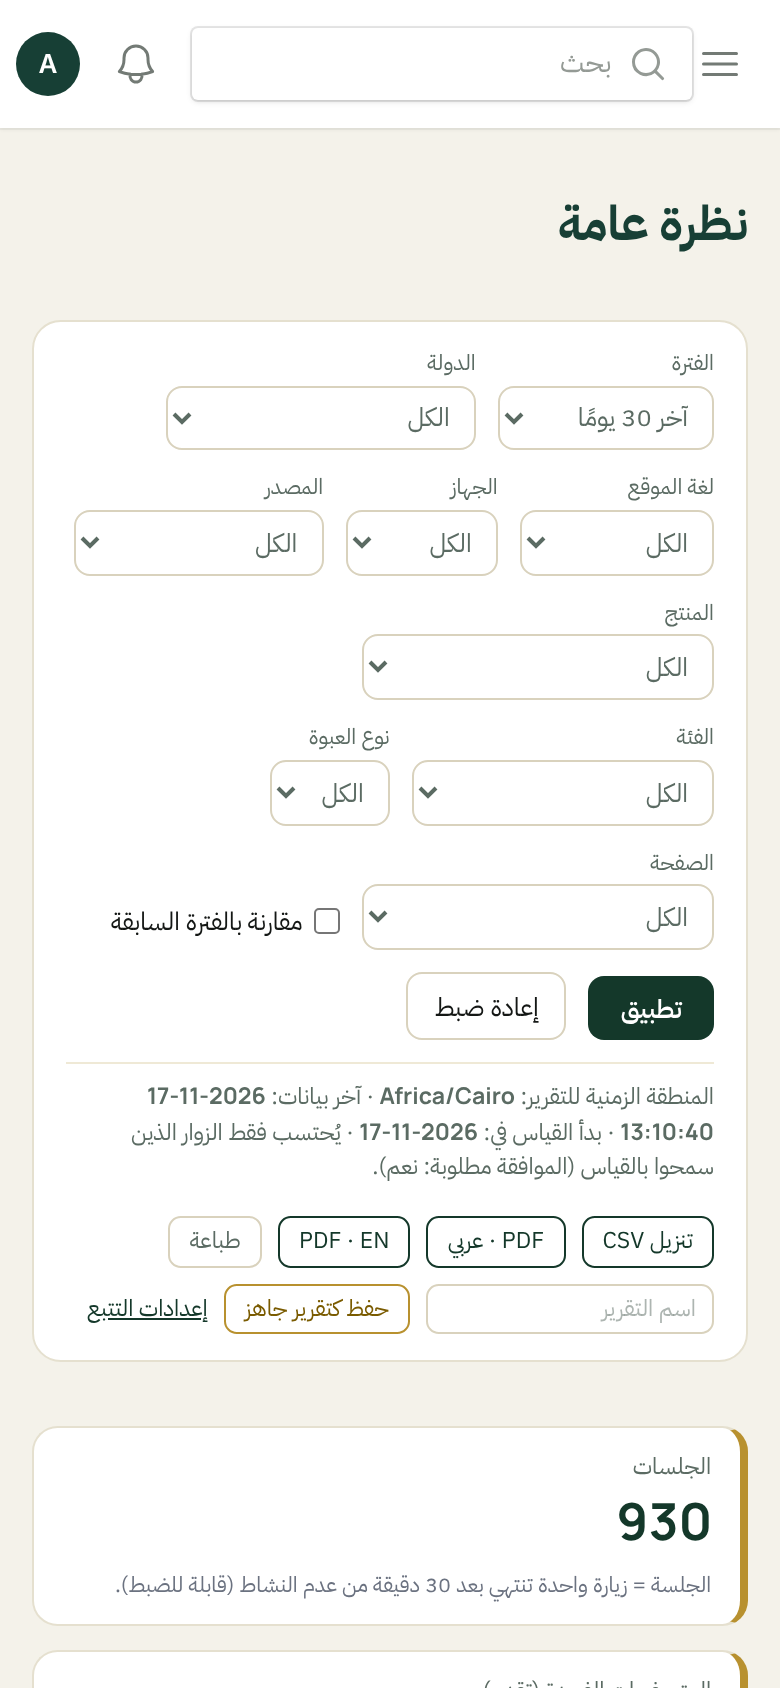 بحث
A
نظرة عامة
الفترة
الدولة
آخر 30 يومًا
الكل
لغة الموقع
الجهاز
المصدر
الكل
الكل
الكل
المنتج
الكل
الفئة
نوع العبوة
الكل
الكل
الصفحة
الكل
مقارنة بالفترة السابقة
تطبيق
إعادة ضبط
المنطقة الزمنية للتقرير: Africa/Cairo · آخر بيانات: 2026-11-17
13:10:40 · بدأ القياس في: 2026-11-17 · يُحتسب فقط الزوار الذين
سمحوا بالقياس (الموافقة مطلوبة: نعم).
تنزيل CSV
PDF · عربي
PDF · EN
طباعة
اسم التقرير
حفظ كتقرير جاهز
إعدادات التتبع
الجلسات
930
الجلسة = زيارة واحدة تنتهي بعد 30 دقيقة من عدم النشاط (قابلة للضبط).